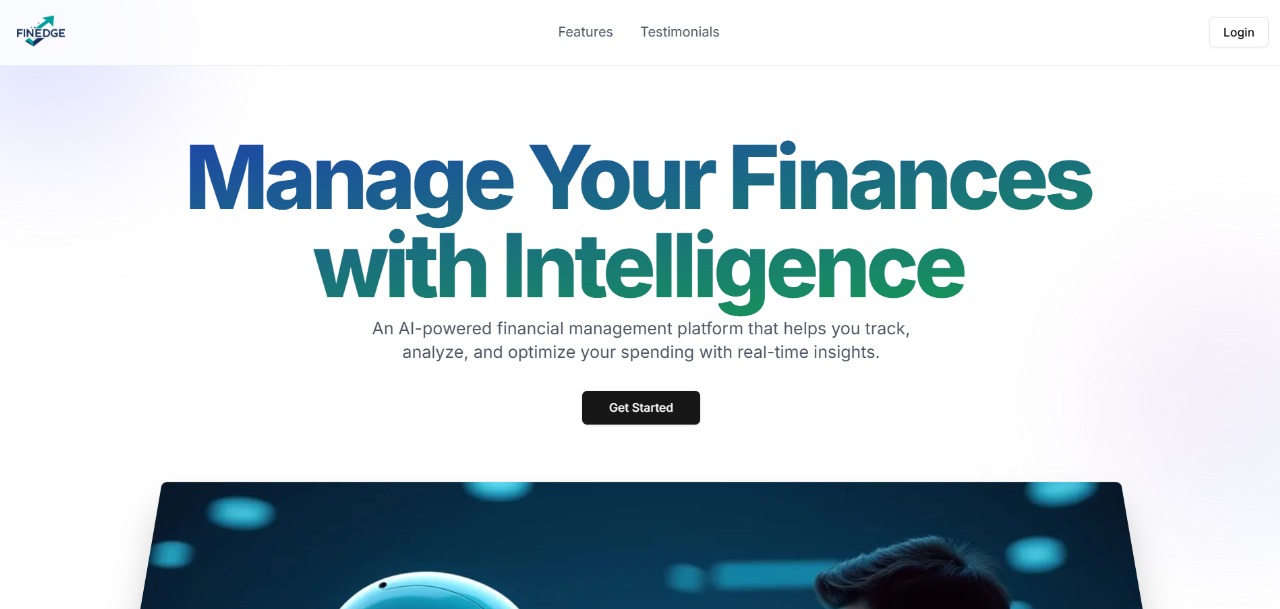 FINEDGE
Features
Testimonials
Login
Manage Your Finances
with Intelligence
An AI-powered financial management platform that helps you track,
analyze, and optimize your spending with real-time insights.
Get Started